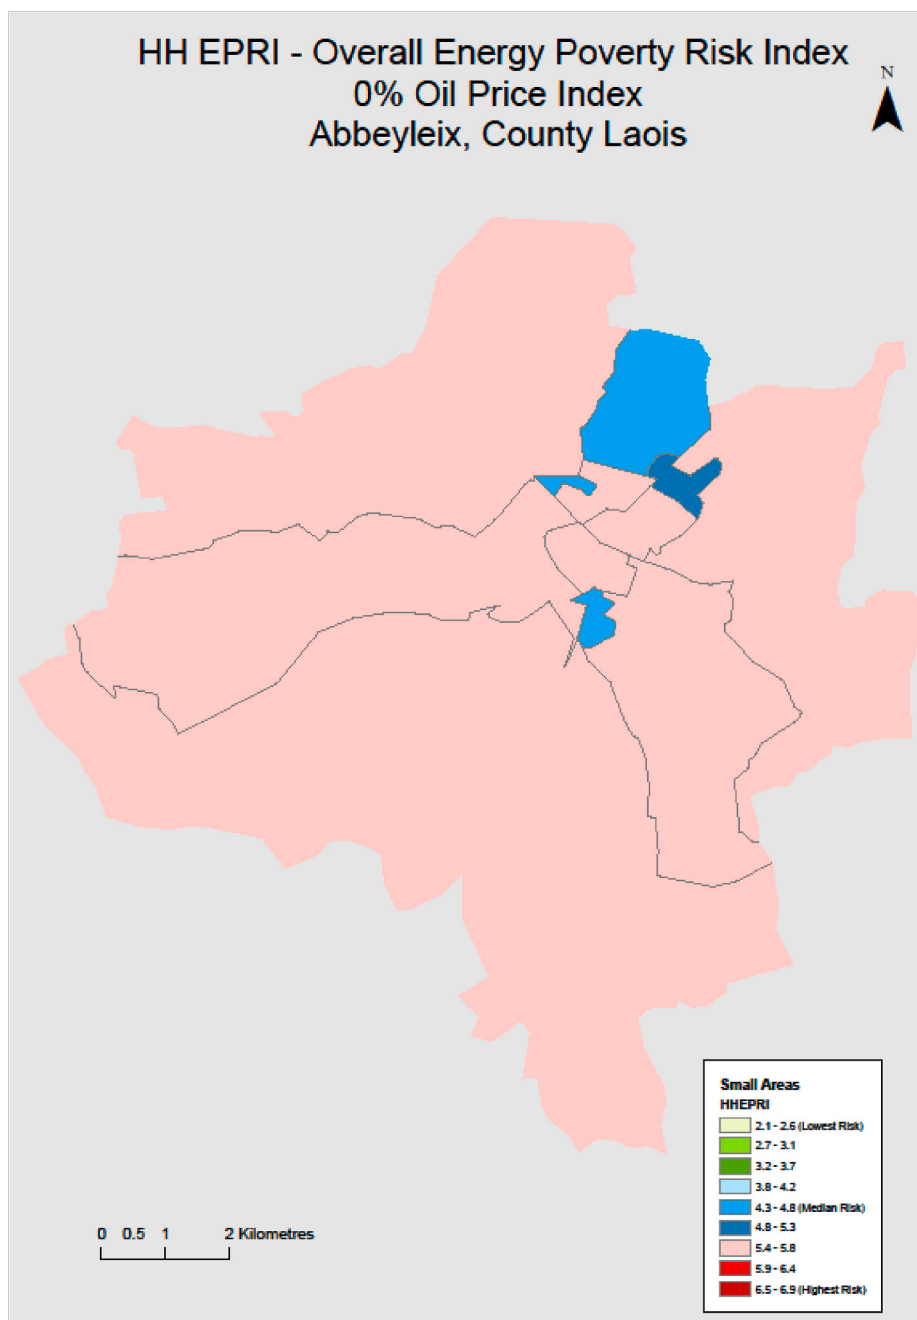 HH EPRI - Overall Energy Poverty Risk Index
0% Oil Price Index
Abbeyleix, County Laois
N
Small Areas
HHEPRI
2.1 - 2.6 (Lowest Risk)
2.7 - 3.1
3.2 - 3.7
3.8 - 4.2
4.3 - 4.8 (Median Risk)
4.8 - 5.3
5.4 - 5.8
5.9 - 6.4
6.5 - 6.9 (Highest Risk)
0 0.5 1 2 Kilometres